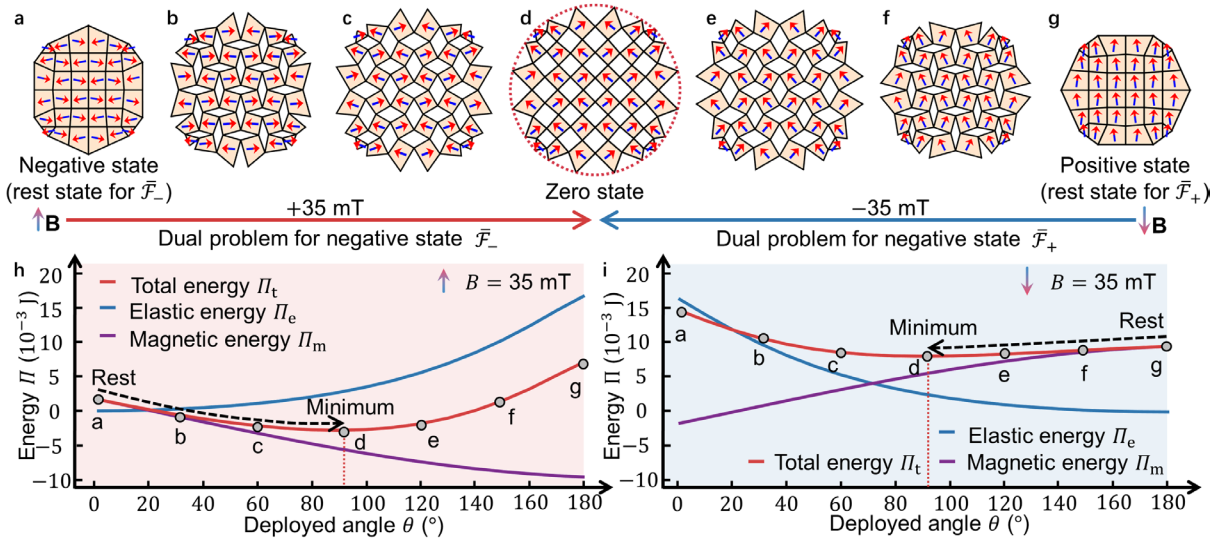 a b c d e f g
Negative state
(rest state for F̄₋)
Zero state
Positive state
(rest state for F̄₊)
B +35 mT −35 mT B
Dual problem for negative state F̄₋
Dual problem for negative state F̄₊
h
Energy Π (10⁻³ J)
20
15
10
5
0
−5
−10
Total energy Πt
Elastic energy Πe
Magnetic energy Πm
B = 35 mT
Rest
Minimum
a b c d e f g
0 20 40 60 80 100 120 140 160 180
Deployed angle θ (°)
i
Energy Π (10⁻³ J)
20
15
10
5
0
−5
−10
B = 35 mT
Minimum
Rest
a b c d e f g
Elastic energy Πe
Total energy Πt
Magnetic energy Πm
0 20 40 60 80 100 120 140 160 180
Deployed angle θ (°)